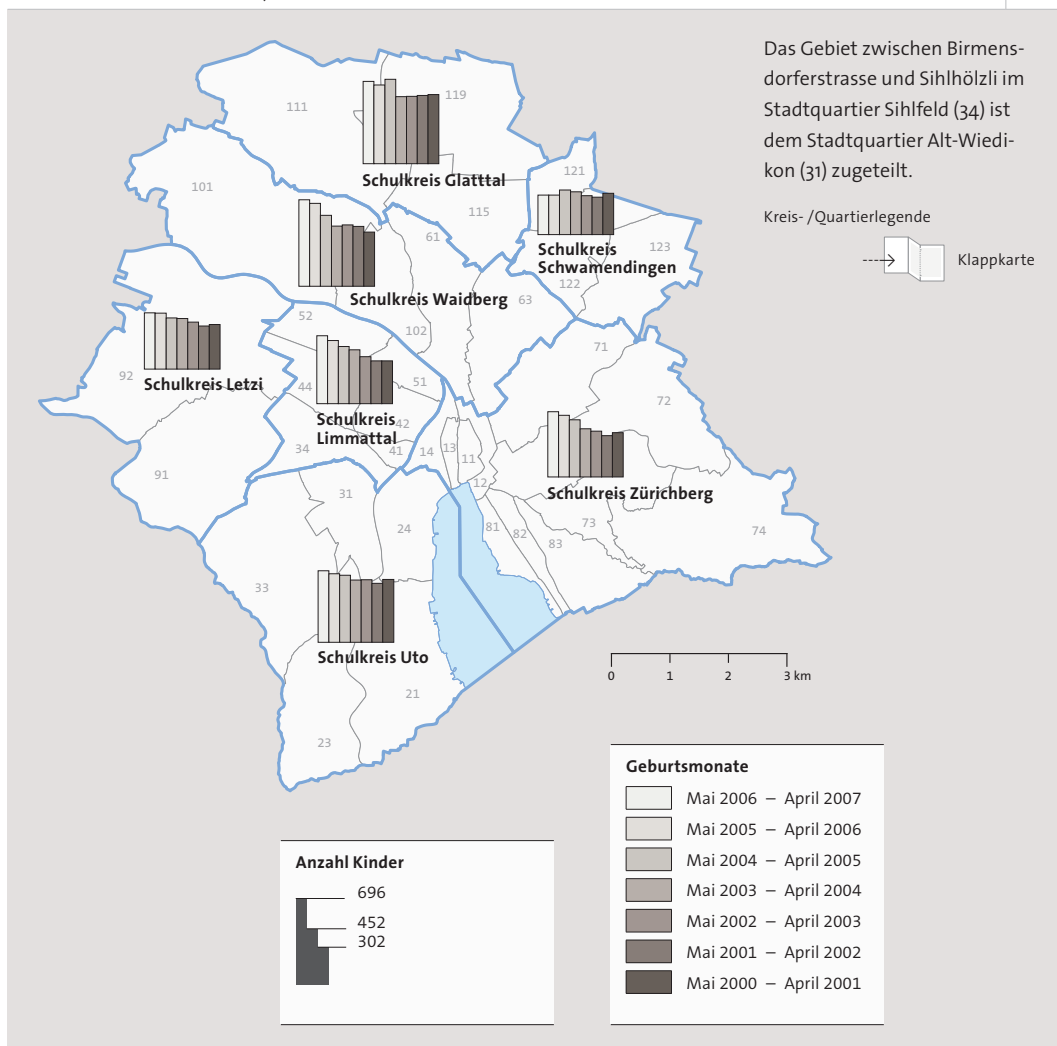 Das Gebiet zwischen Birmens-
dorferstrasse und Sihlhölzli im
Stadtquartier Sihlfeld (34) ist
dem Stadtquartier Alt-Wiedi-
kon (31) zugeteilt.
Kreis- /Quartierlegende
Klappkarte
111
119
Schulkreis Glatttal
101
121
115
61
123
Schulkreis
Schwamendingen
122
Schulkreis Waidberg
63
52
102
71
92
Schulkreis Letzi
44
51
72
Schulkreis
Limmattal
42
34
41
14
13
11
12
91
Schulkreis Zürichberg
31
24
81
82
83
73
74
33
Schulkreis Uto
21
23
0 1 2 3 km
Geburtsmonate
Mai 2006 – April 2007
Mai 2005 – April 2006
Mai 2004 – April 2005
Mai 2003 – April 2004
Mai 2002 – April 2003
Mai 2001 – April 2002
Mai 2000 – April 2001
Anzahl Kinder
696
452
302